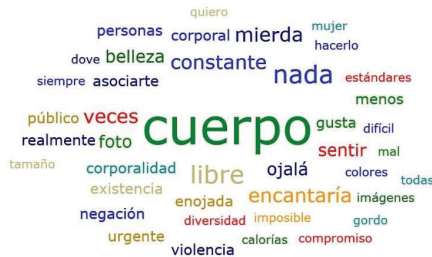 quiero
personas corporal mierda mujer
hacerlo
dove belleza constante
siempre asociarte nada estándares
menos
público veces cuerpo gusta difícil
realmente foto sentir mal
tamaño corporalidad libre ojalá colores todas
existencia enojada encantaría imágenes
negación diversidad imposible gordo
urgente calorías compromiso
violencia